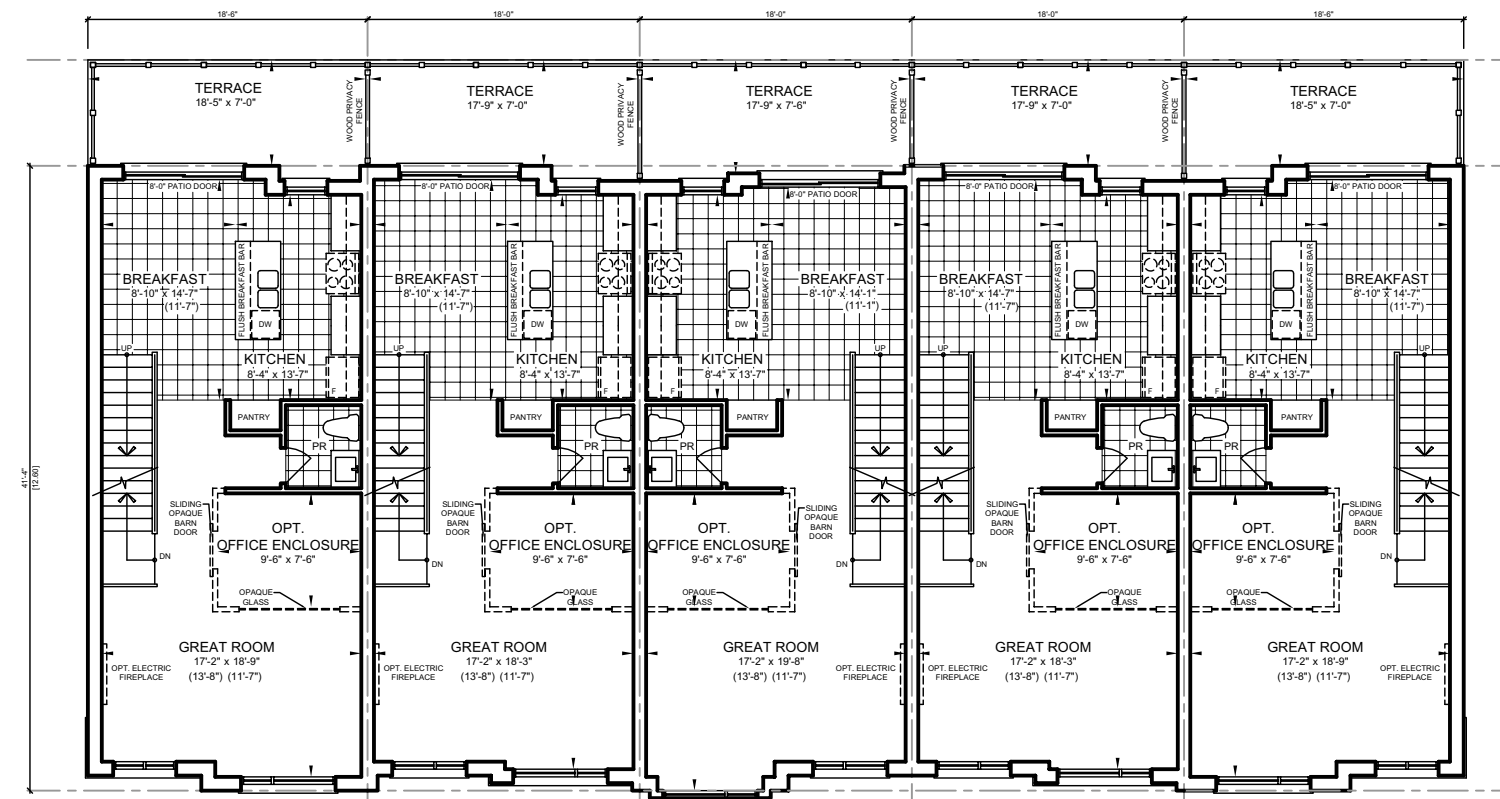 18'-6"
18'-0"
18'-0"
18'-0"
18'-6"
TERRACE
18'-5" x 7'-0"
WOOD PRIVACY
FENCE
TERRACE
17'-9" x 7'-0"
WOOD PRIVACY
FENCE
TERRACE
17'-9" x 7'-6"
WOOD PRIVACY
FENCE
TERRACE
17'-9" x 7'-0"
WOOD PRIVACY
FENCE
TERRACE
18'-5" x 7'-0"
41'-4"
[12.60]
8'-0" PATIO DOOR
BREAKFAST
8'-10" x 14'-7"
(11'-7")
FLUSH BREAKFAST BAR
DW
UP
KITCHEN
8'-4" x 13'-7"
F
PANTRY
PR
SLIDING
OPAQUE
BARN
DOOR
OPT.
OFFICE ENCLOSURE
9'-6" x 7'-6"
DN
OPAQUE
GLASS
GREAT ROOM
17'-2" x 18'-9"
(13'-8") (11'-7")
OPT. ELECTRIC
FIREPLACE
8'-0" PATIO DOOR
BREAKFAST
8'-10" x 14'-7"
(11'-7")
FLUSH BREAKFAST BAR
DW
UP
KITCHEN
8'-4" x 13'-7"
F
PANTRY
PR
SLIDING
OPAQUE
BARN
DOOR
OPT.
OFFICE ENCLOSURE
9'-6" x 7'-6"
DN
OPAQUE
GLASS
GREAT ROOM
17'-2" x 18'-3"
(13'-8") (11'-7")
OPT. ELECTRIC
FIREPLACE
8'-0" PATIO DOOR
BREAKFAST
8'-10" x 14'-1"
(11'-1")
FLUSH BREAKFAST BAR
DW
UP
KITCHEN
8'-4" x 13'-7"
F
PANTRY
PR
SLIDING
OPAQUE
BARN
DOOR
OPT.
OFFICE ENCLOSURE
9'-6" x 7'-6"
DN
OPAQUE
GLASS
GREAT ROOM
17'-2" x 19'-8"
(13'-8") (11'-7")
OPT. ELECTRIC
FIREPLACE
8'-0" PATIO DOOR
BREAKFAST
8'-10" x 14'-7"
(11'-7")
FLUSH BREAKFAST BAR
DW
UP
KITCHEN
8'-4" x 13'-7"
F
PANTRY
PR
SLIDING
OPAQUE
BARN
DOOR
OPT.
OFFICE ENCLOSURE
9'-6" x 7'-6"
DN
OPAQUE
GLASS
GREAT ROOM
17'-2" x 18'-3"
(13'-8") (11'-7")
OPT. ELECTRIC
FIREPLACE
8'-0" PATIO DOOR
BREAKFAST
8'-10" x 14'-7"
(11'-7")
FLUSH BREAKFAST BAR
DW
UP
KITCHEN
8'-4" x 13'-7"
F
PANTRY
PR
SLIDING
OPAQUE
BARN
DOOR
OPT.
OFFICE ENCLOSURE
9'-6" x 7'-6"
DN
OPAQUE
GLASS
GREAT ROOM
17'-2" x 18'-9"
(13'-8") (11'-7")
OPT. ELECTRIC
FIREPLACE